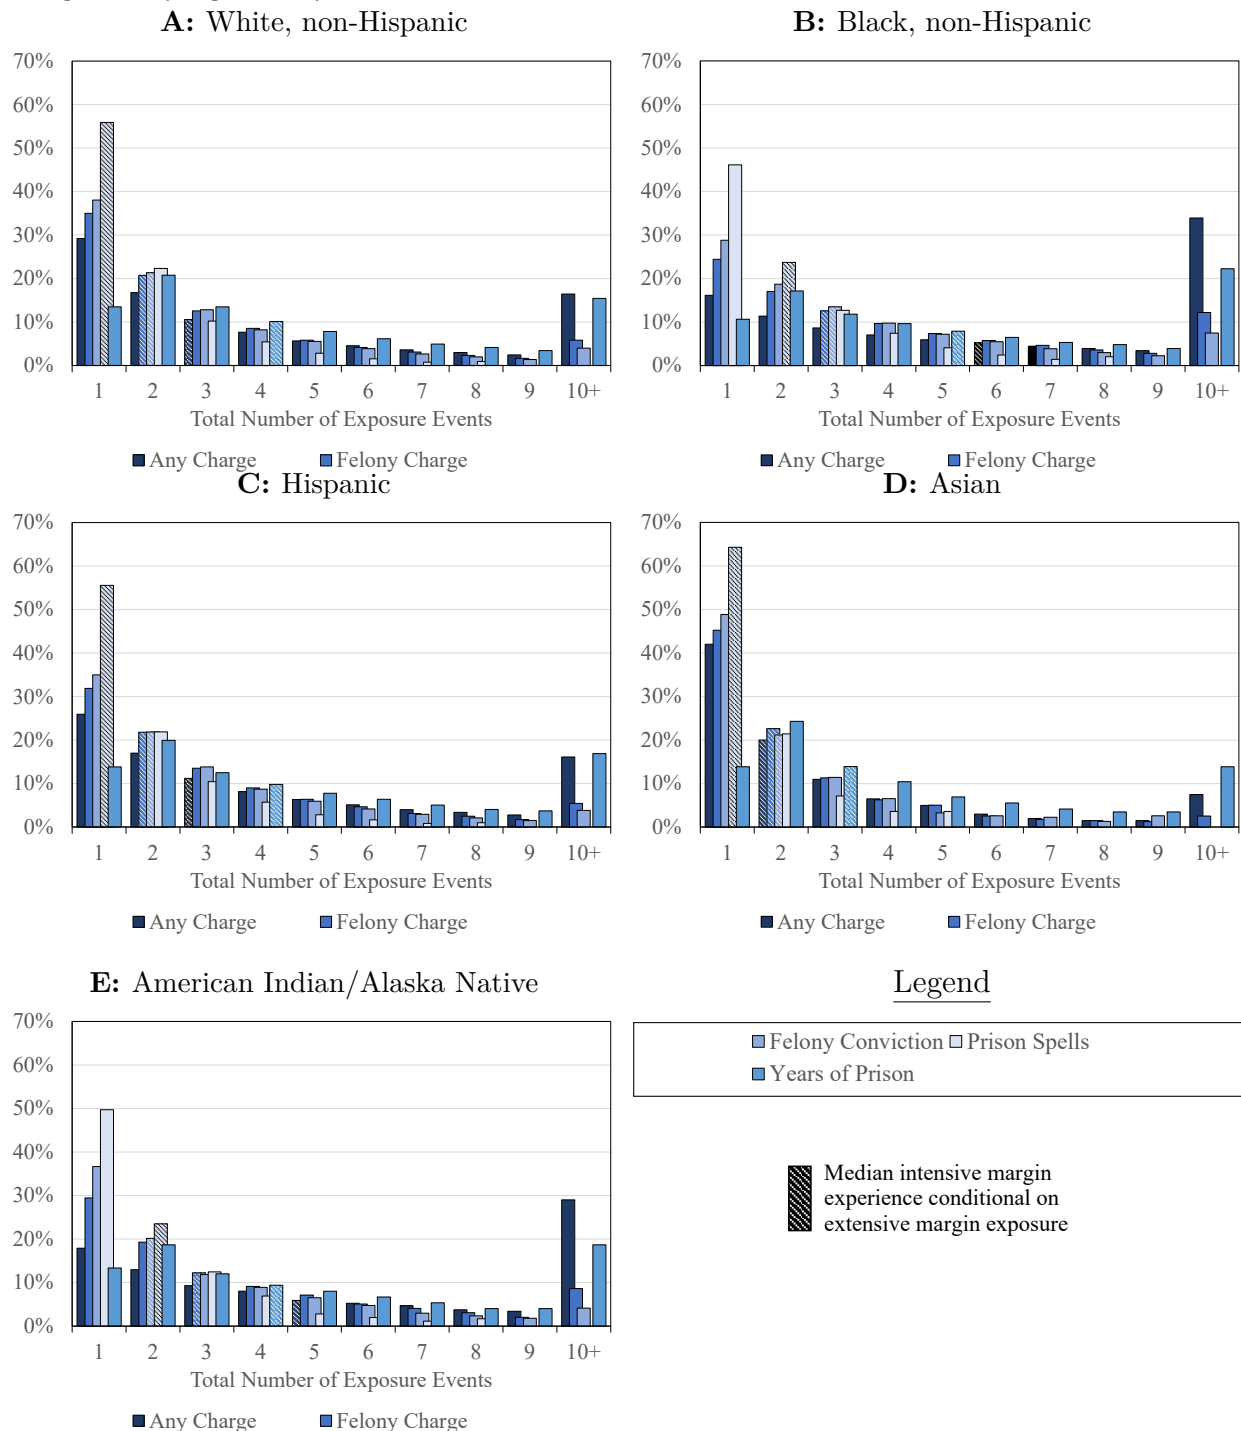 A: White, non-Hispanic
70%
60%
50%
40%
30%
20%
10%
0%
1 2 3 4 5 6 7 8 9 10+
Total Number of Exposure Events
Any Charge Felony Charge
B: Black, non-Hispanic
70%
60%
50%
40%
30%
20%
10%
0%
1 2 3 4 5 6 7 8 9 10+
Total Number of Exposure Events
Any Charge Felony Charge
C: Hispanic
70%
60%
50%
40%
30%
20%
10%
0%
1 2 3 4 5 6 7 8 9 10+
Total Number of Exposure Events
Any Charge Felony Charge
D: Asian
70%
60%
50%
40%
30%
20%
10%
0%
1 2 3 4 5 6 7 8 9 10+
Total Number of Exposure Events
Any Charge Felony Charge
E: American Indian/Alaska Native
70%
60%
50%
40%
30%
20%
10%
0%
1 2 3 4 5 6 7 8 9 10+
Total Number of Exposure Events
Any Charge Felony Charge
Legend
Felony Conviction Prison Spells
Years of Prison
Median intensive margin
experience conditional on
extensive margin exposure